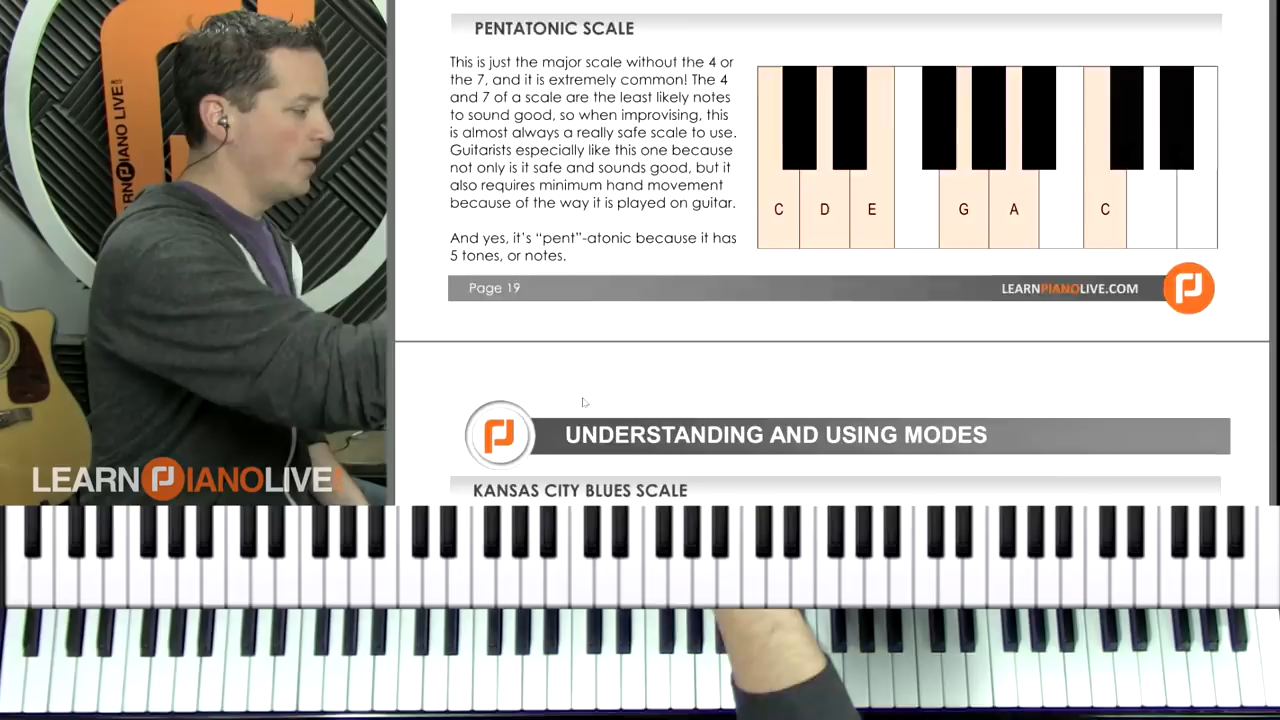 PENTATONIC SCALE
This is just the major scale without the 4 or
the 7, and it is extremely common! The 4
and 7 of a scale are the least likely notes
to sound good, so when improvising, this
is almost always a really safe scale to use.
Guitarists especially like this one because
not only is it safe and sounds good, but it
also requires minimum hand movement
because of the way it is played on guitar.
And yes, it's “pent”-atonic because it has
5 tones, or notes.
C D E G A C
Page 19
LEARNPIANOLIVE.COM
UNDERSTANDING AND USING MODES
KANSAS CITY BLUES SCALE
LEARNPIANOLIVE